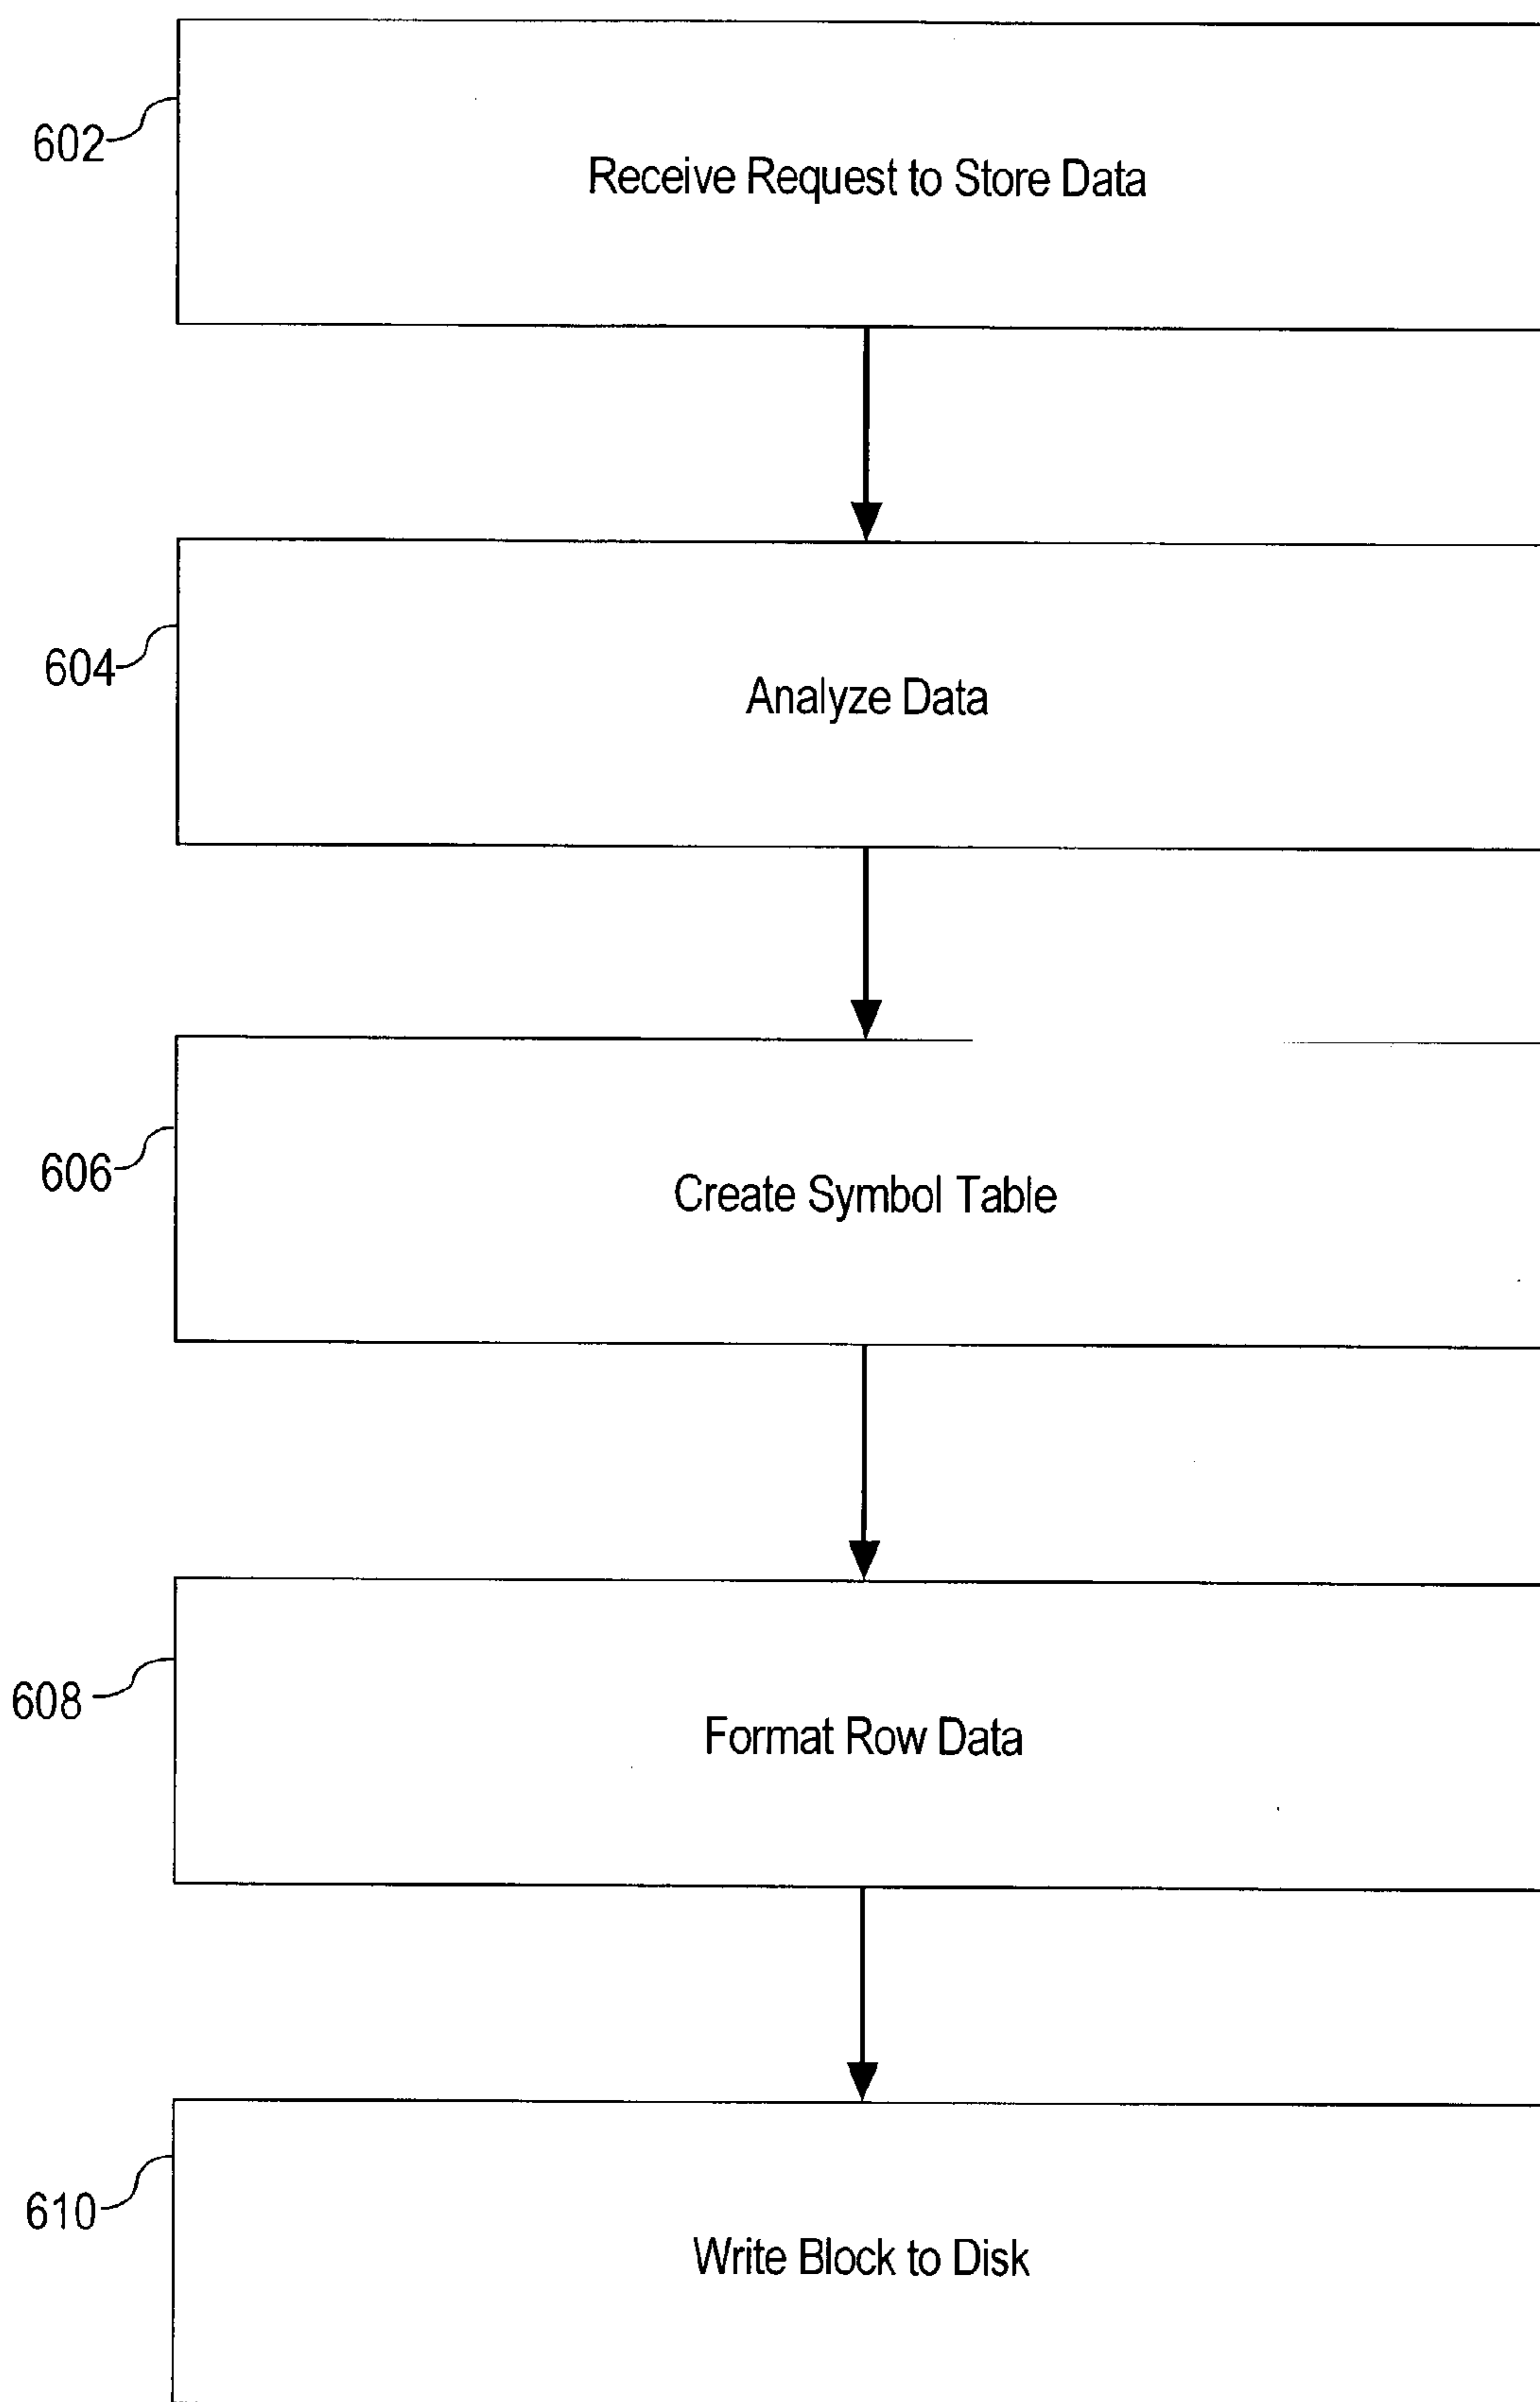 602
Receive Request to Store Data
604
Analyze Data
606
Create Symbol Table
608
Format Row Data
610
Write Block to Disk